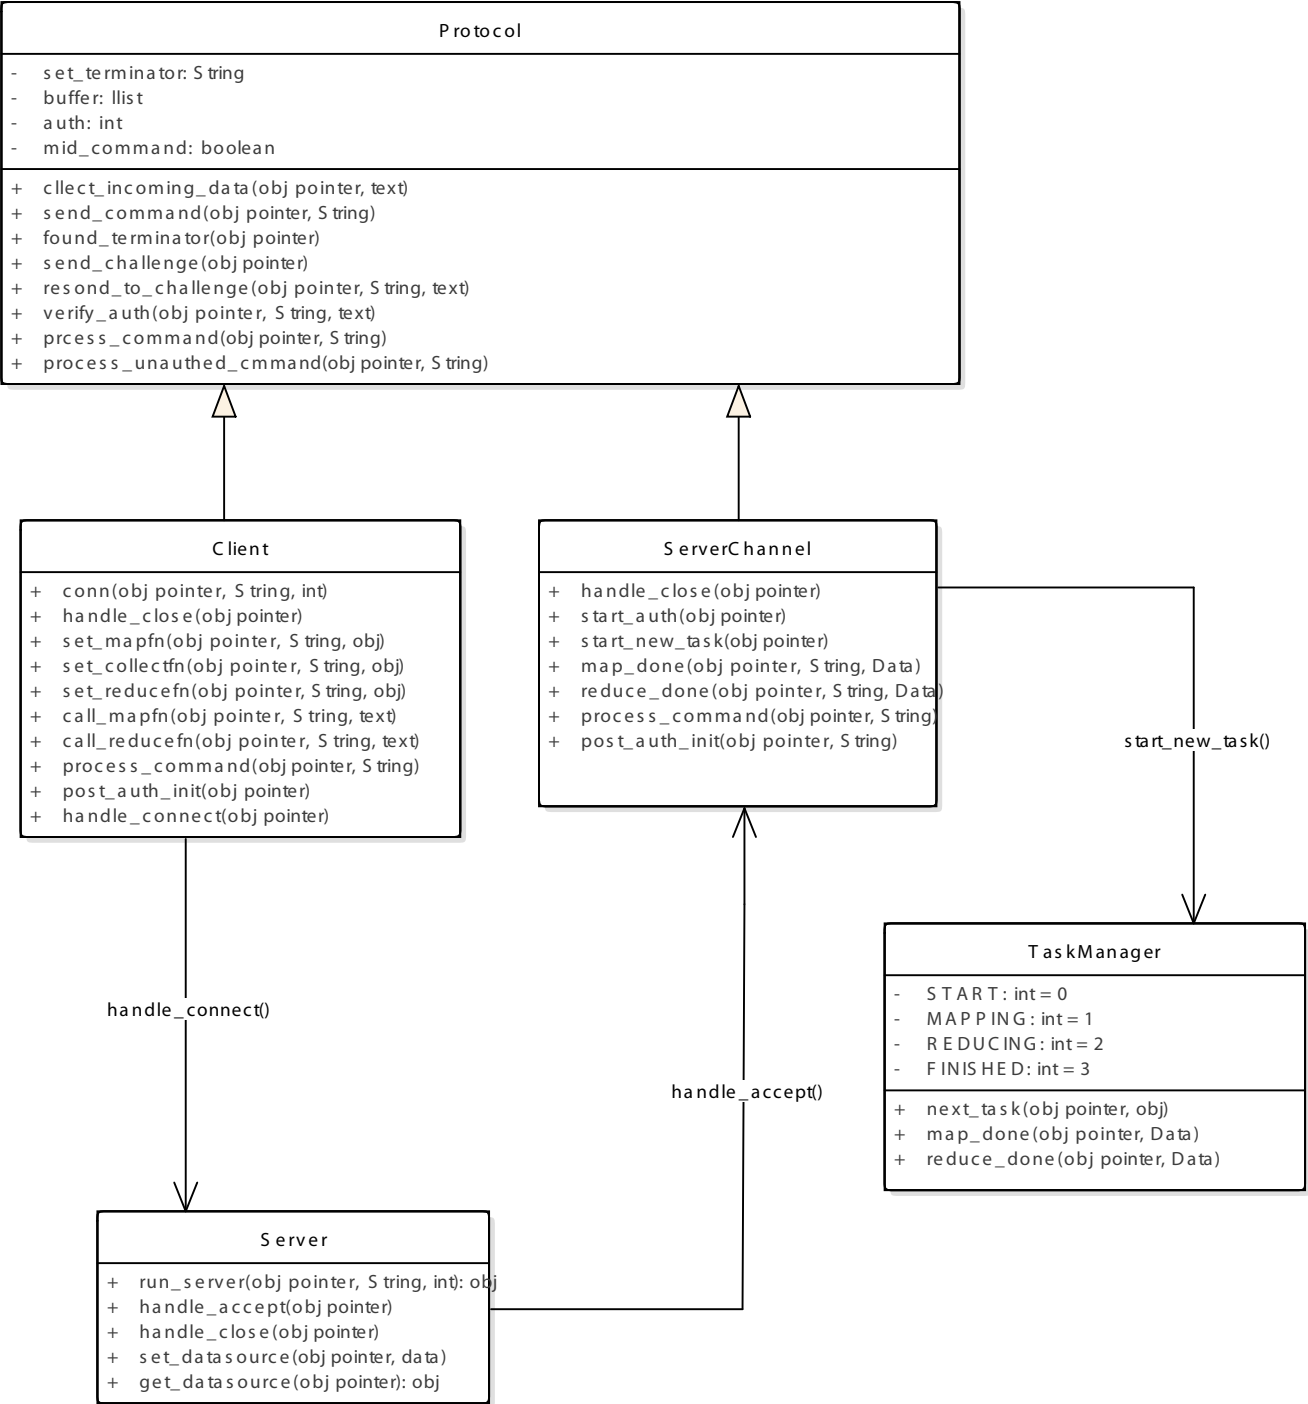 Protocol
- set_terminator: String
- buffer: llist
- auth: int
- mid_command: boolean
+ cllect_incoming_data(obj pointer, text)
+ send_command(obj pointer, String)
+ found_terminator(obj pointer)
+ send_challenge(obj pointer)
+ resond_to_challenge(obj pointer, String, text)
+ verify_auth(obj pointer, String, text)
+ prcess_command(obj pointer, String)
+ process_unauthed_cmmand(obj pointer, String)
Client
+ conn(obj pointer, String, int)
+ handle_close(obj pointer)
+ set_mapfn(obj pointer, String, obj)
+ set_collectfn(obj pointer, String, obj)
+ set_reducefn(obj pointer, String, obj)
+ call_mapfn(obj pointer, String, text)
+ call_reducefn(obj pointer, String, text)
+ process_command(obj pointer, String)
+ post_auth_init(obj pointer)
+ handle_connect(obj pointer)
ServerChannel
+ handle_close(obj pointer)
+ start_auth(obj pointer)
+ start_new_task(obj pointer)
+ map_done(obj pointer, String, Data)
+ reduce_done(obj pointer, String, Data)
+ process_command(obj pointer, String)
+ post_auth_init(obj pointer, String)
start_new_task()
TaskManager
- START: int = 0
- MAPPING: int = 1
- REDUCING: int = 2
- FINISHED: int = 3
+ next_task(obj pointer, obj)
+ map_done(obj pointer, Data)
+ reduce_done(obj pointer, Data)
handle_connect()
handle_accept()
Server
+ run_server(obj pointer, String, int): obj
+ handle_accept(obj pointer)
+ handle_close(obj pointer)
+ set_datasource(obj pointer, data)
+ get_datasource(obj pointer): obj